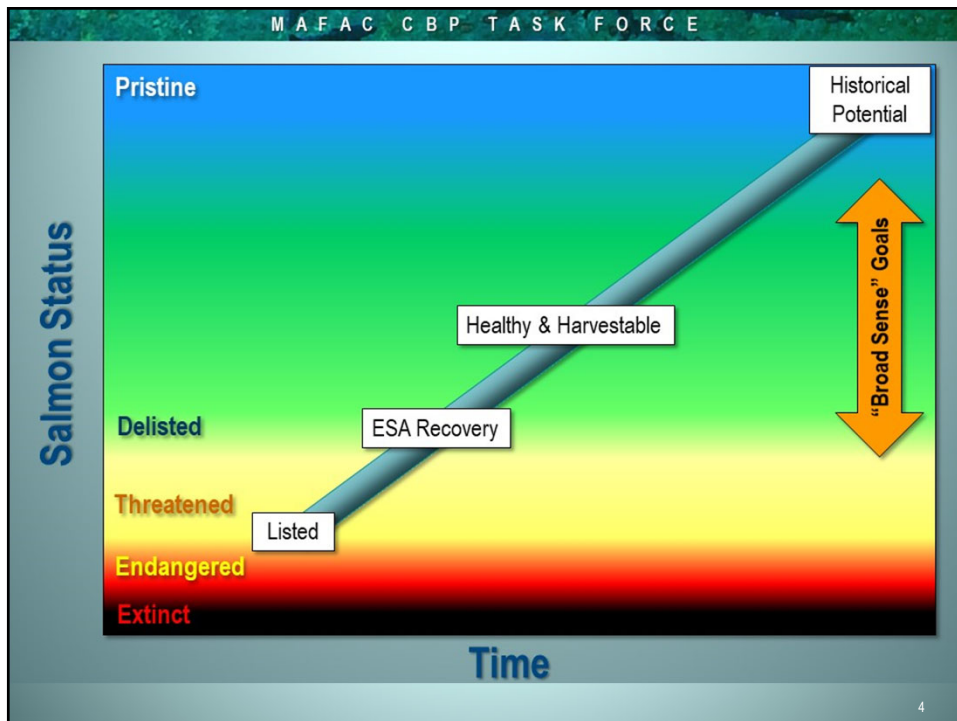 MAFAC CBP TASK FORCE
Pristine
Historical
Potential
Salmon Status
"Broad Sense" Goals
Healthy & Harvestable
Delisted
ESA Recovery
Threatened
Listed
Endangered
Extinct
Time
4